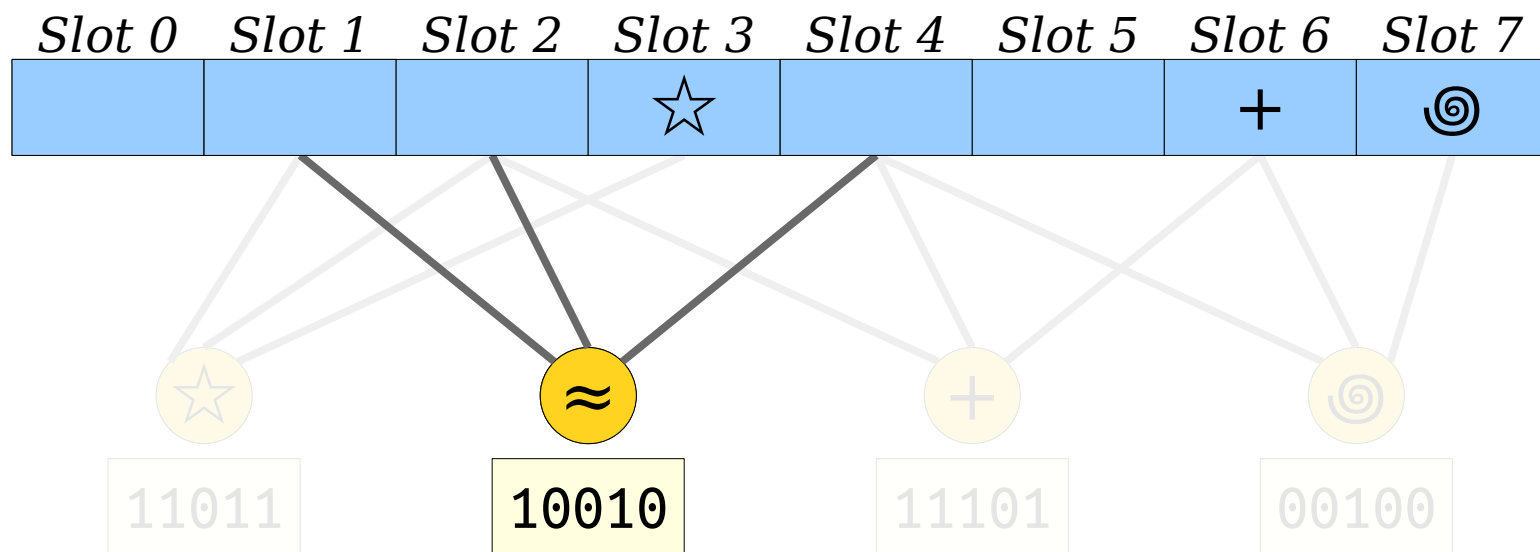 Slot 0 Slot 1 Slot 2 Slot 3 Slot 4 Slot 5 Slot 6 Slot 7
☆ + ꩜
☆ ≈ + ꩜
11011 10010 11101 00100